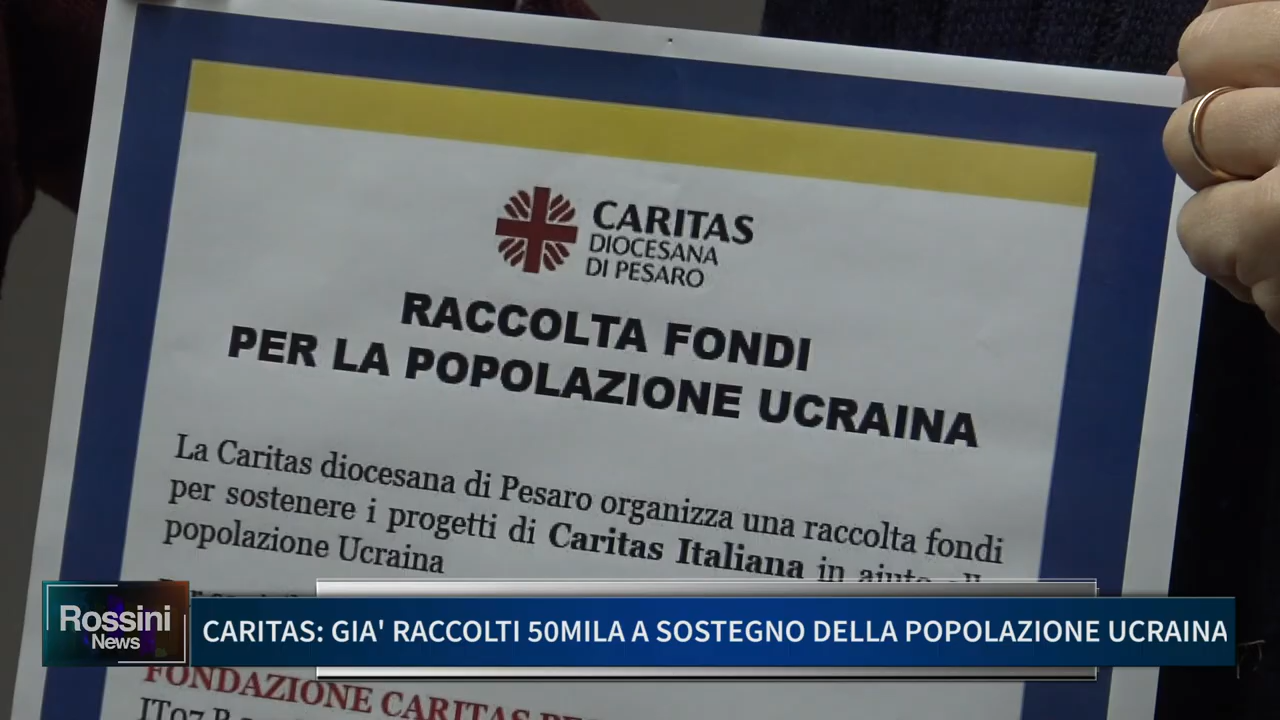 CARITAS
DIOCESANA
DI PESARO
RACCOLTA FONDI
PER LA POPOLAZIONE UCRAINA
La Caritas diocesana di Pesaro organizza una raccolta fondi
per sostenere i progetti di Caritas Italiana in aiuto
popolazione Ucraina
Rossini
News
CARITAS: GIA' RACCOLTI 50MILA A SOSTEGNO DELLA POPOLAZIONE UCRAINA
FONDAZIONE CARITAS